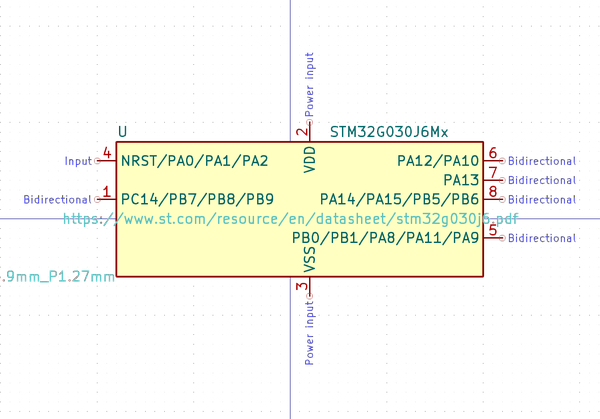 Power input
2
U
STM32G030J6Mx
VDD
Input
4
NRST/PA0/PA1/PA2
PA12/PA10
6
Bidirectional
PA13
7
Bidirectional
Bidirectional
1
PC14/PB7/PB8/PB9
PA14/PA15/PB5/PB6
8
Bidirectional
https://www.st.com/resource/en/datasheet/stm32g030j6.pdf
PB0/PB1/PA8/PA11/PA9
5
Bidirectional
VSS
.9mm_P1.27mm
3
Power input